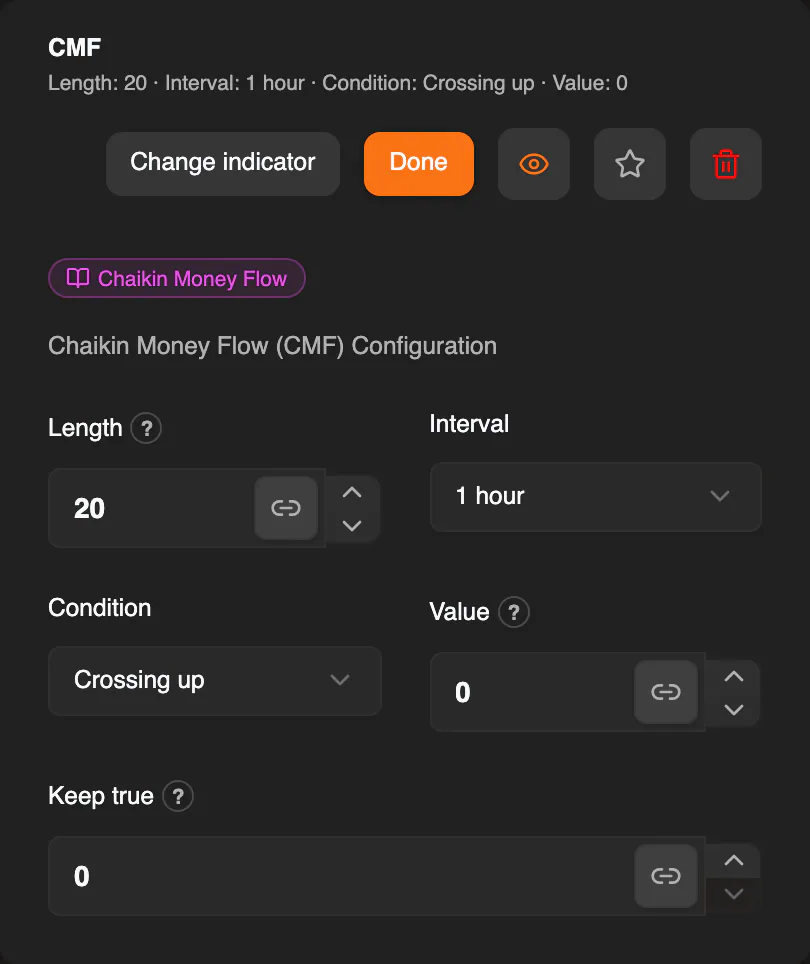 CMF
Length: 20 · Interval: 1 hour · Condition: Crossing up · Value: 0
Change indicator
Done
Chaikin Money Flow
Chaikin Money Flow (CMF) Configuration
Length ?
Interval
20
1 hour
Condition
Value ?
Crossing up
0
Keep true ?
0